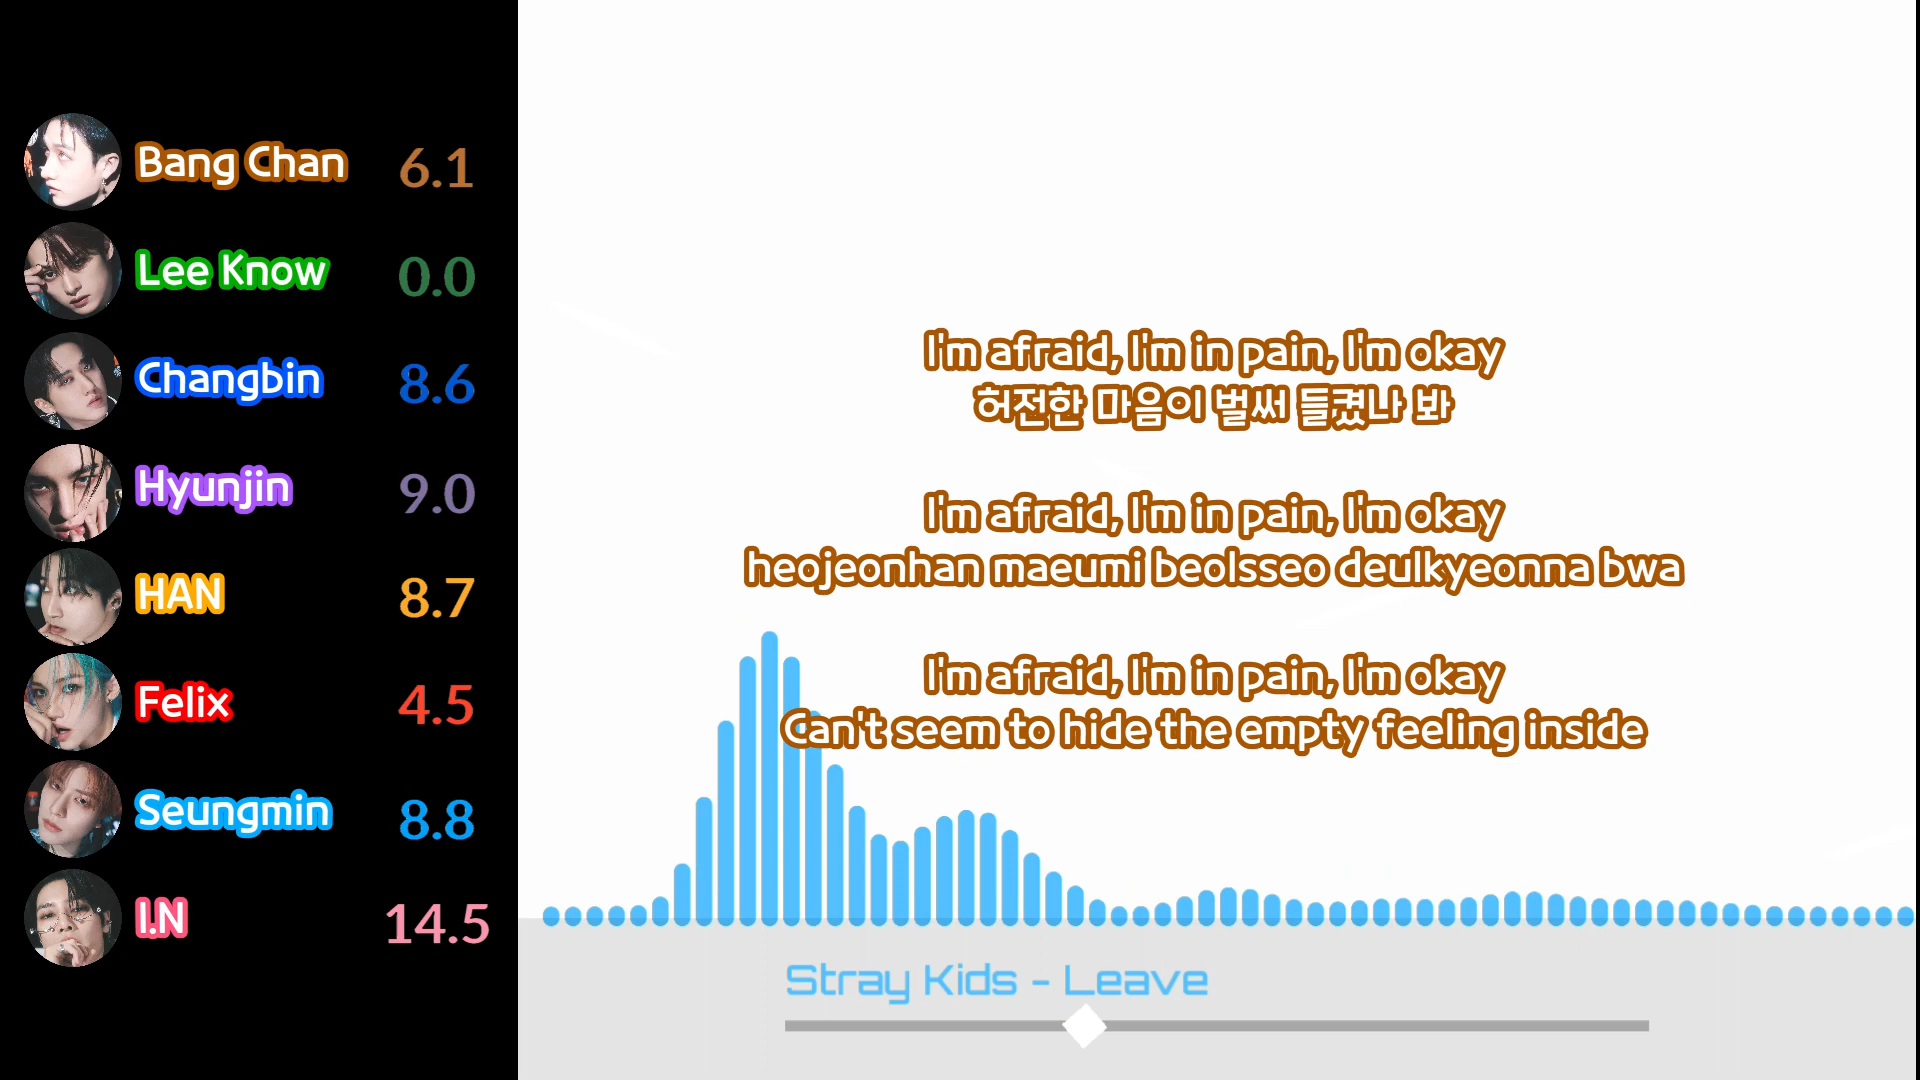 Bang Chan 6.1
Lee Know 0.0
Changbin 8.6
Hyunjin 9.0
HAN 8.7
Felix 4.5
Seungmin 8.8
I.N 14.5
I'm afraid, I'm in pain, I'm okay
허전한 마음이 벌써 들켰나 봐
I'm afraid, I'm in pain, I'm okay
heojeonhan maeumi beolsseo deulkyeonna bwa
I'm afraid, I'm in pain, I'm okay
Can't seem to hide the empty feeling inside
Stray Kids - Leave